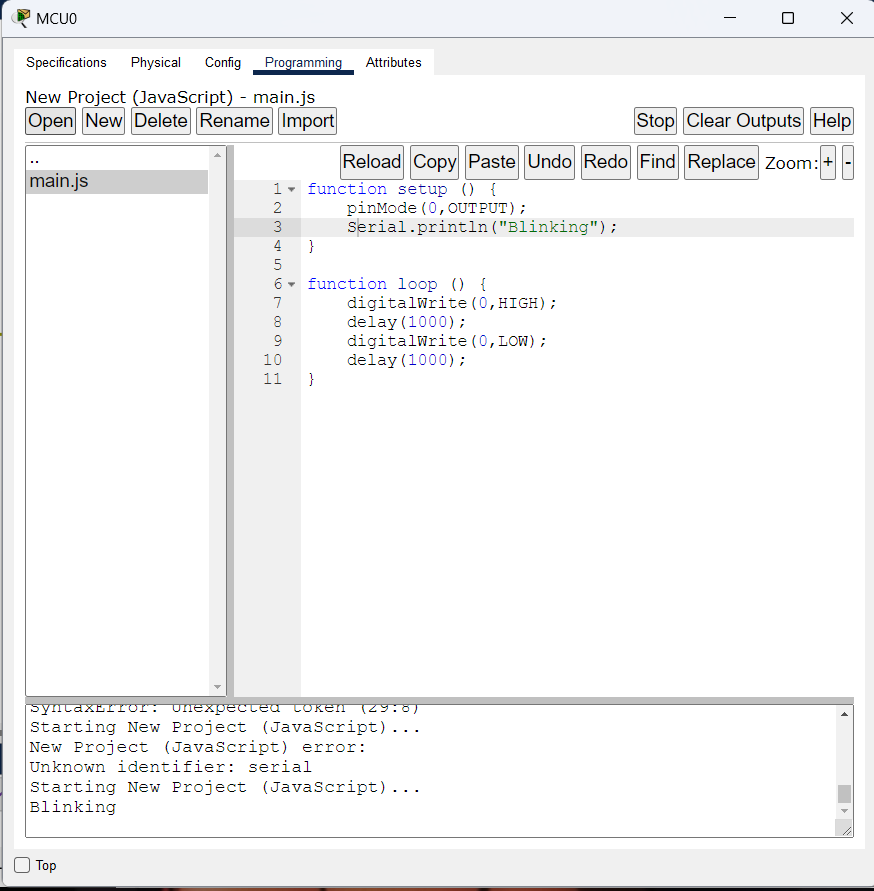 MCU0
Specifications Physical Config Programming Attributes
New Project (JavaScript) - main.js
Open New Delete Rename Import Stop Clear Outputs Help
..
main.js
Reload Copy Paste Undo Redo Find Replace Zoom: + -
1 function setup () {
2 pinMode(0,OUTPUT);
3 Serial.println("Blinking");
4 }
5
6 function loop () {
7 digitalWrite(0,HIGH);
8 delay(1000);
9 digitalWrite(0,LOW);
10 delay(1000);
11 }
SyntaxError: Unexpected token (29:8)
Starting New Project (JavaScript)...
New Project (JavaScript) error:
Unknown identifier: serial
Starting New Project (JavaScript)...
Blinking
Top